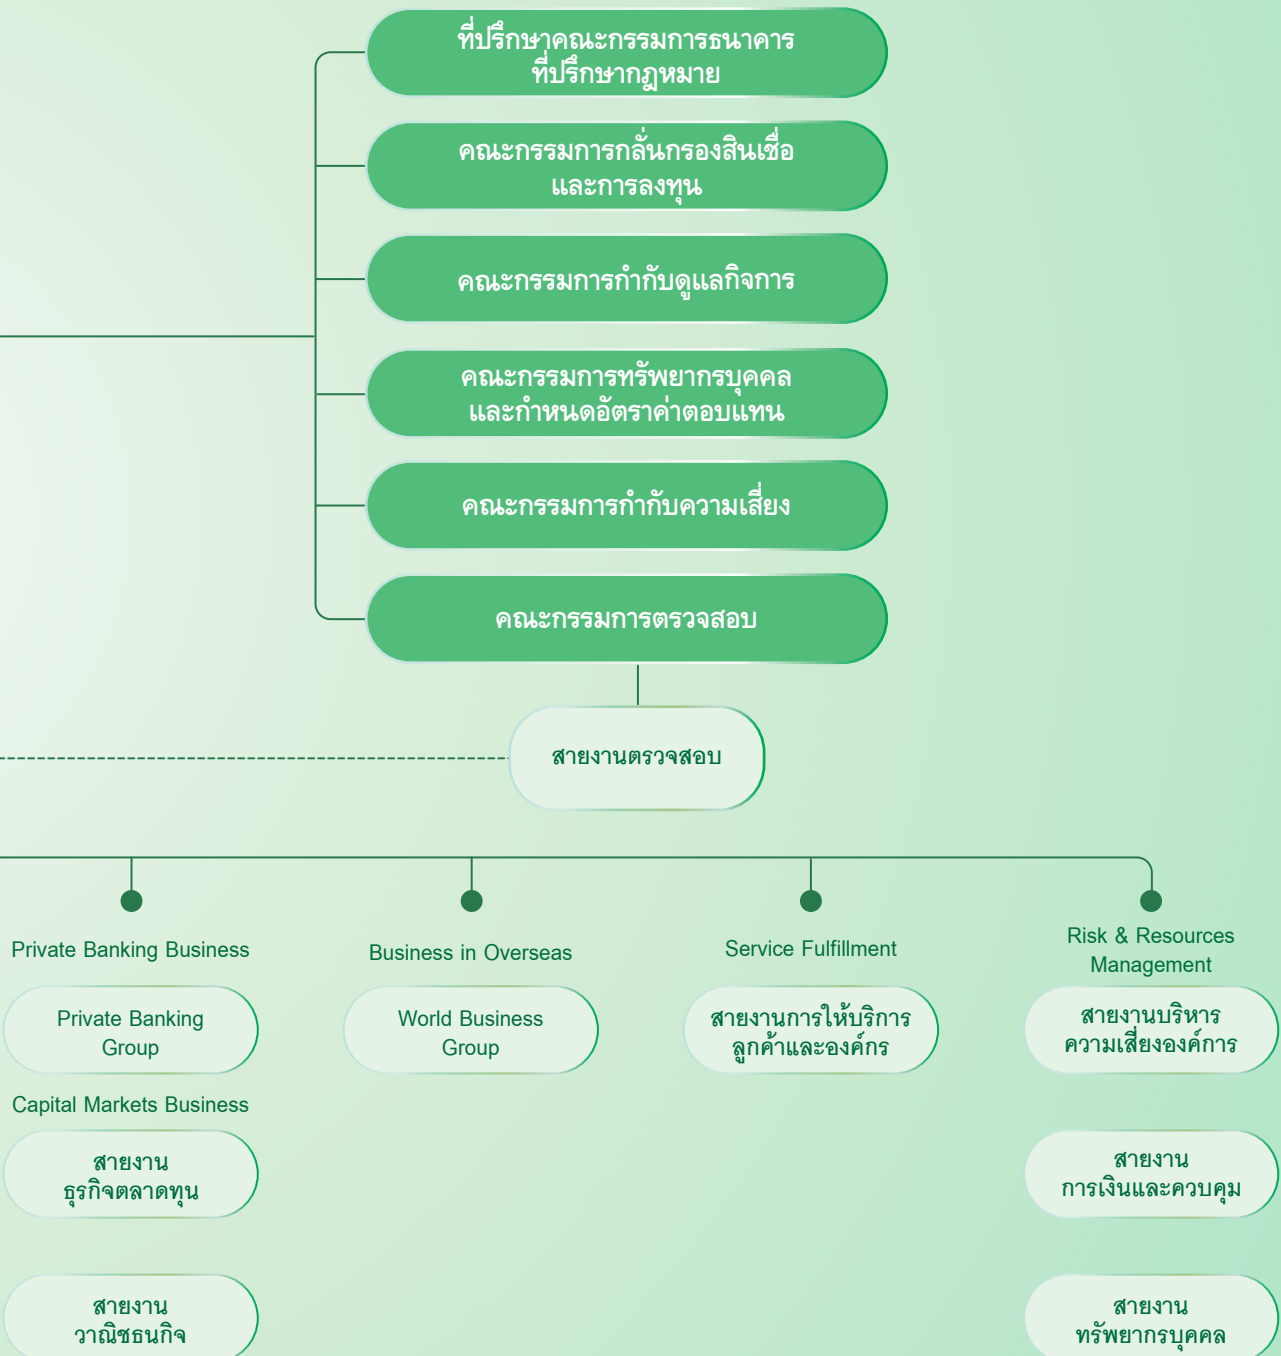 ที่ปรึกษาคณะกรรมการธนาคาร
ที่ปรึกษากฎหมาย
คณะกรรมการกลั่นกรองสินเชื่อ
และการลงทุน
คณะกรรมการกำกับดูแลกิจการ
คณะกรรมการทรัพยากรบุคคล
และกำหนดอัตราค่าตอบแทน
คณะกรรมการกำกับความเสี่ยง
คณะกรรมการตรวจสอบ
สายงานตรวจสอบ
Private Banking Business
Private Banking
Group
Capital Markets Business
สายงาน
ธุรกิจตลาดทุน
สายงาน
วาณิชธนกิจ
Business in Overseas
World Business
Group
Service Fulfillment
สายงานการให้บริการ
ลูกค้าและองค์กร
Risk & Resources
Management
สายงานบริหาร
ความเสี่ยงองค์การ
สายงาน
การเงินและควบคุม
สายงาน
ทรัพยากรบุคคล